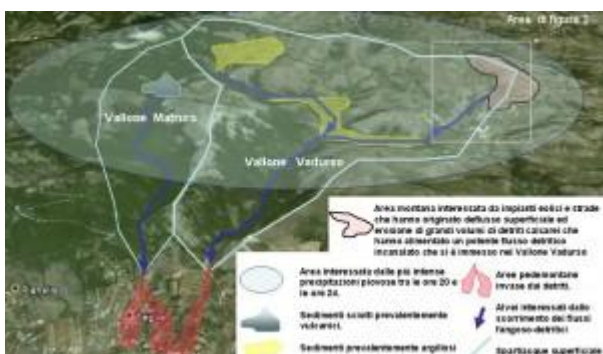 Area di figura 3
Vallone Maltruro
Vallone Vadurso
Area montana interessata da impianti eolici e strade
che hanno originato deflusso superficiale ed
erosione di grandi volumi di detriti calcarei che
hanno alimentato un potente flusso detritico
incanalato che si è immesso nel Vallone Vadurso
Area interessata dalle più intense
precipitazioni piovose tra le ore 20 e
le ore 24.
Sedimenti sciolti prevalentemente
vulcanici.
Sedimenti prevalentemente argillosi
Aree pedemontane
invase dai detriti.
Alvei interessati dallo
scorrimento dei flussi
fangoso-detritici
Spartiacque superficiale